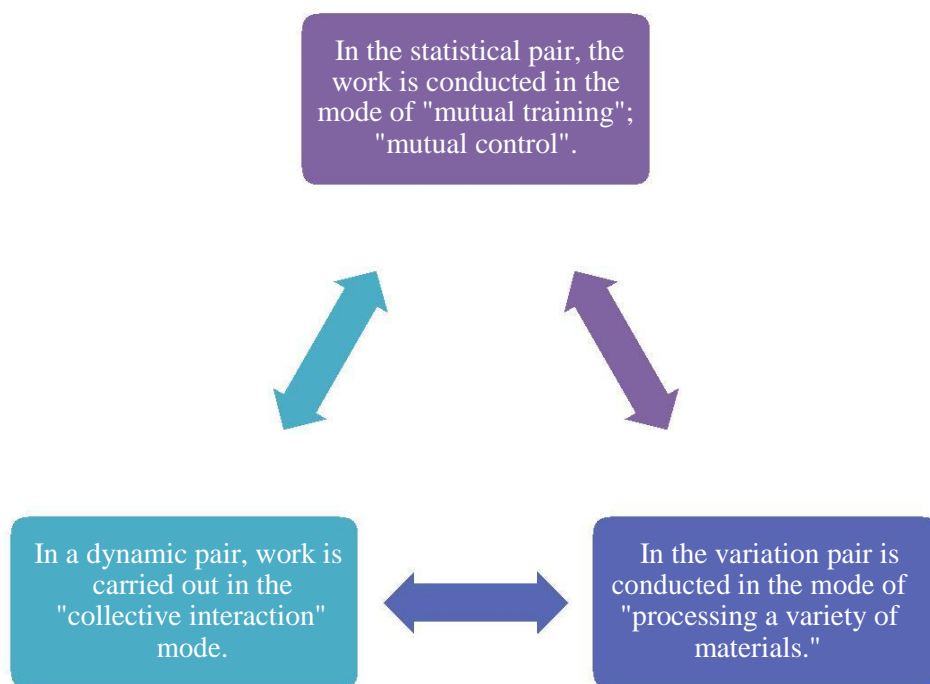 In the statistical pair, the
work is conducted in the
mode of "mutual training";
"mutual control".
In a dynamic pair, work is
carried out in the
"collective interaction"
mode.
In the variation pair is
conducted in the mode of
"processing a variety of
materials."